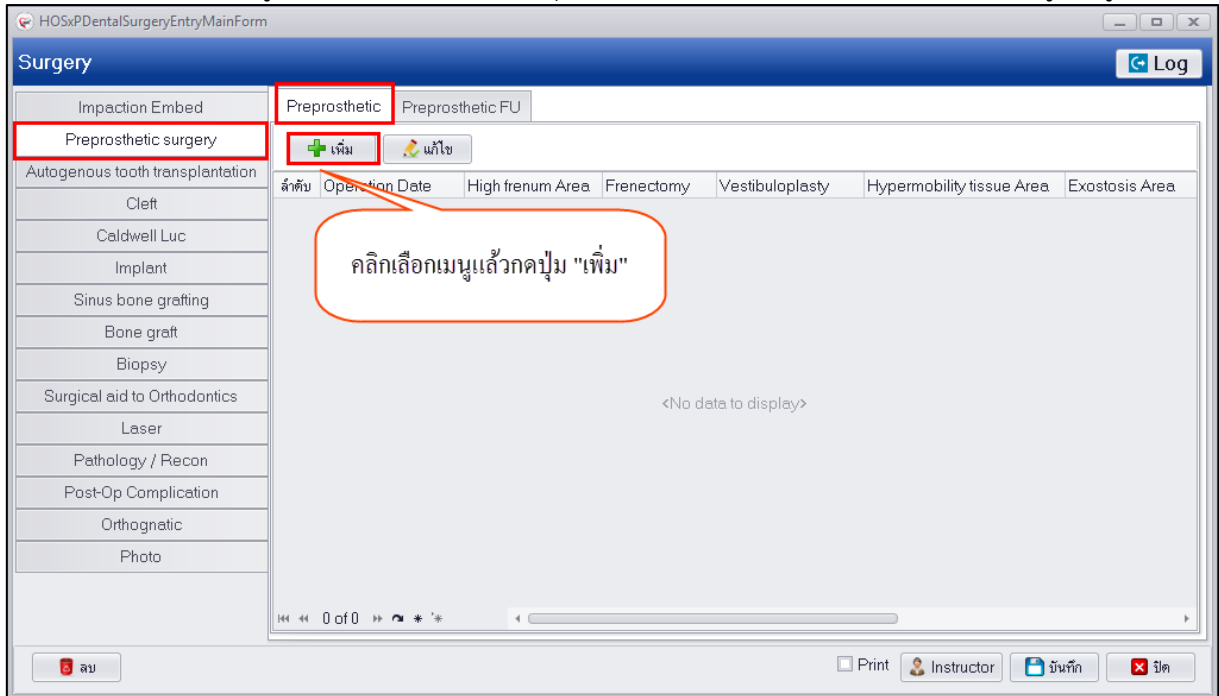 HOSxPDentalSurgeryEntryMainForm
Surgery
Log
Impaction Embed
Preprosthetic surgery
Autogenous tooth transplantation
Cleft
Caldwell Luc
Implant
Sinus bone grafting
Bone graft
Biopsy
Surgical aid to Orthodontics
Laser
Pathology / Recon
Post-Op Complication
Orthognatic
Photo
Preprosthetic Preprosthetic FU
เพิ่ม แก้ไข
ลำดับ Operation Date High frenum Area Frenectomy Vestibuloplasty Hypermobility tissue Area Exostosis Area
คลิกเลือกเมนูแล้วกดปุ่ม "เพิ่ม"
<No data to display>
0 of 0
ลบ Print Instructor บันทึก ปิด